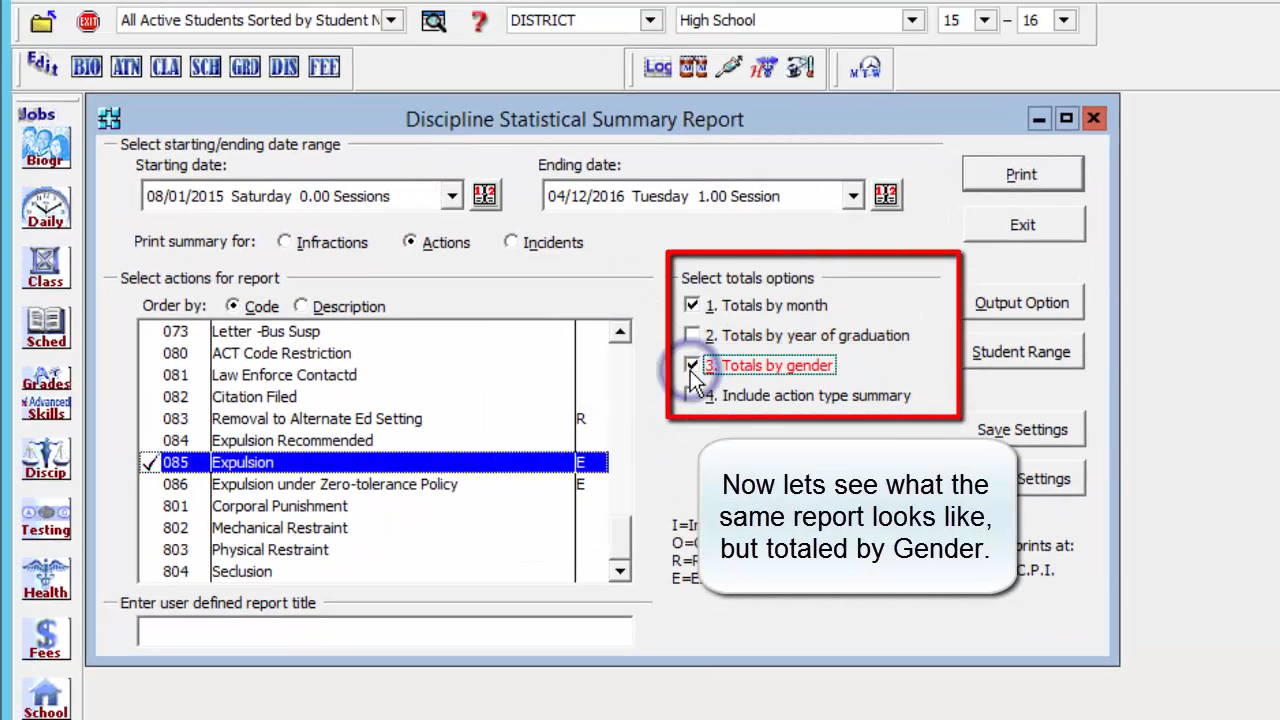 EXIT
All Active Students Sorted by Student N
?
DISTRICT
High School
15
–
16
Edit
BIO
ATN
CLA
SCH
GRD
DIS
FEE
Log
M T W
Jobs
Biogr
Daily
Class
Sched
Grades
Advanced
Skills
Discip
Testing
Health
Fees
School
Discipline Statistical Summary Report
Select starting/ending date range
Starting date:
08/01/2015 Saturday 0.00 Sessions
Ending date:
04/12/2016 Tuesday 1.00 Session
Print summary for:
Infractions
Actions
Incidents
Select actions for report
Order by:
Code
Description
073 Letter -Bus Susp
080 ACT Code Restriction
081 Law Enforce Contactd
082 Citation Filed
083 Removal to Alternate Ed Setting R
084 Expulsion Recommended
085 Expulsion E
086 Expulsion under Zero-tolerance Policy E
801 Corporal Punishment
802 Mechanical Restraint
803 Physical Restraint
804 Seclusion
Enter user defined report title
Select totals options
1. Totals by month
2. Totals by year of graduation
3. Totals by gender
4. Include action type summary
Print
Exit
Output Option
Student Range
Save Settings
Settings
prints at:
C.P.I.
Now lets see what the
same report looks like,
but totaled by Gender.